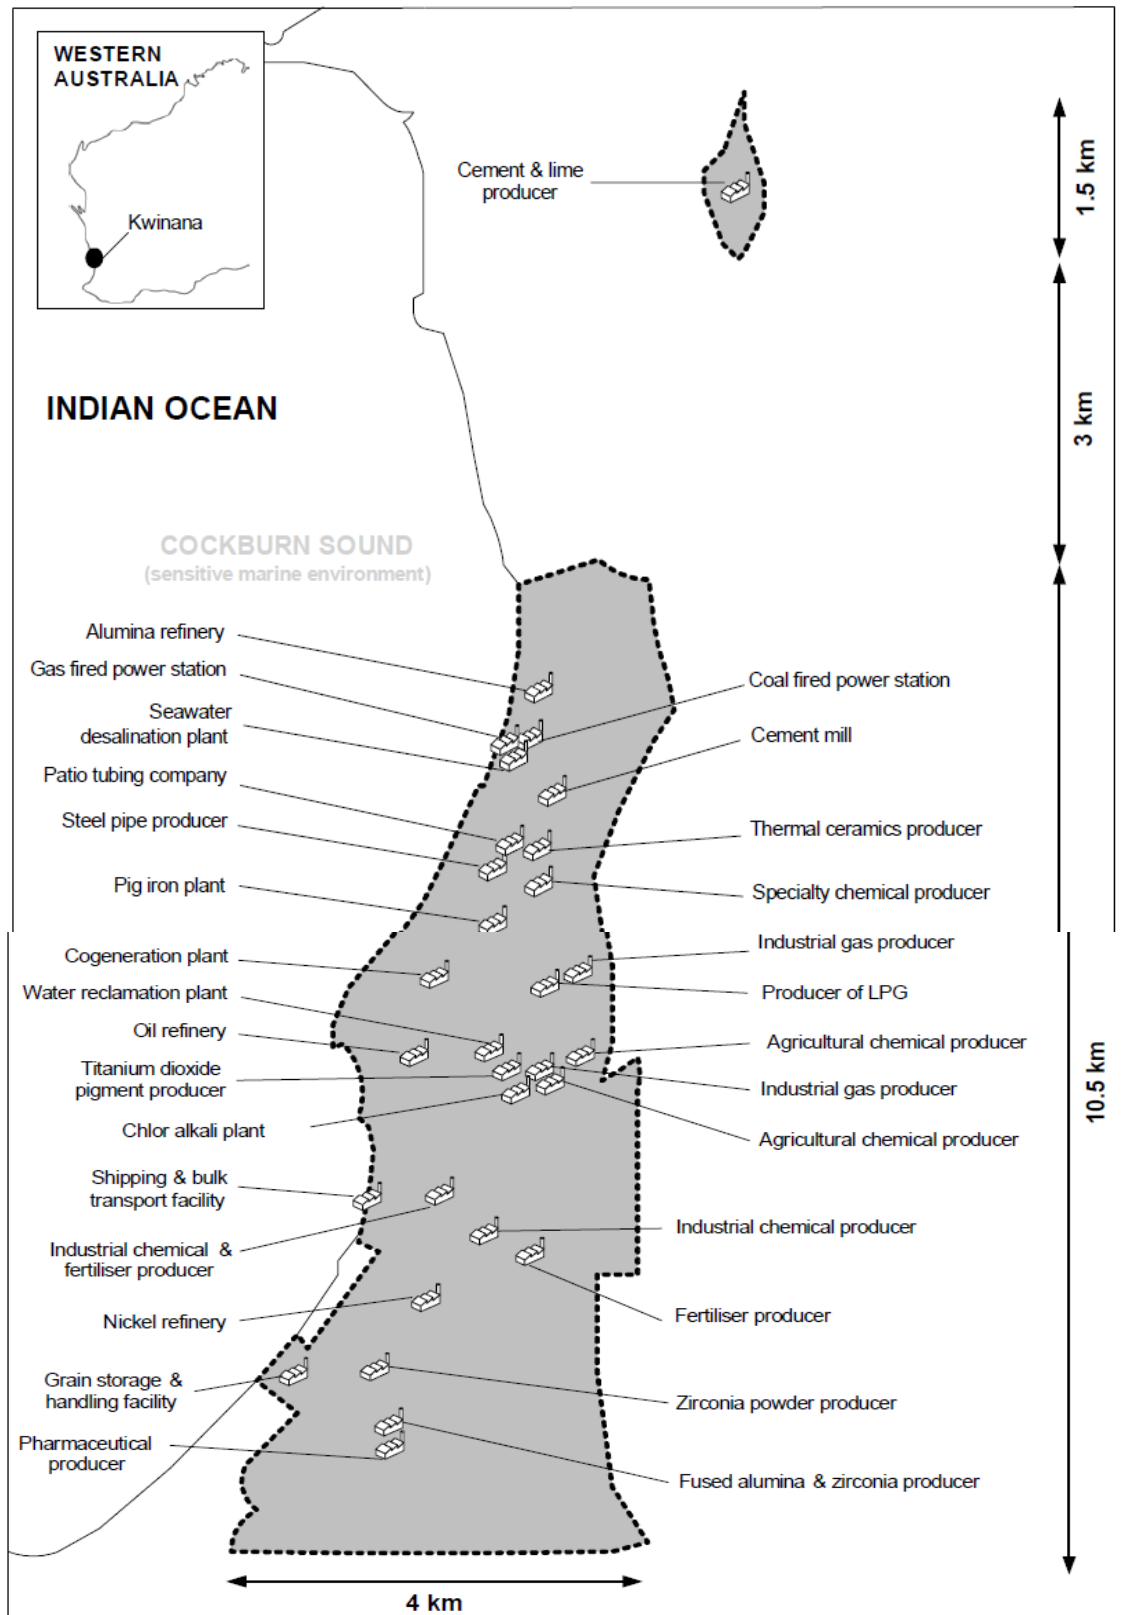 WESTERN
AUSTRALIA
Kwinana
Cement & lime
producer
1.5 km
3 km
INDIAN OCEAN
COCKBURN SOUND
(sensitive marine environment)
Alumina refinery
Gas fired power station
Seawater
desalination plant
Patio tubing company
Steel pipe producer
Pig iron plant
Cogeneration plant
Water reclamation plant
Oil refinery
Titanium dioxide
pigment producer
Chlor alkali plant
Shipping & bulk
transport facility
Industrial chemical &
fertiliser producer
Nickel refinery
Grain storage &
handling facility
Pharmaceutical
producer
Coal fired power station
Cement mill
Thermal ceramics producer
Specialty chemical producer
Industrial gas producer
Producer of LPG
Agricultural chemical producer
Industrial gas producer
Agricultural chemical producer
Industrial chemical producer
Fertiliser producer
Zirconia powder producer
Fused alumina & zirconia producer
10.5 km
4 km